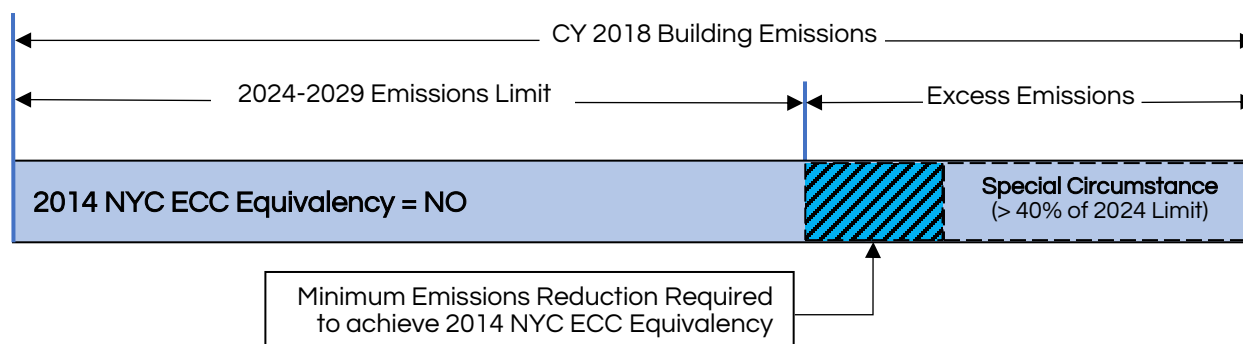 CY 2018 Building Emissions
2024-2029 Emissions Limit
Excess Emissions
2014 NYC ECC Equivalency = NO
Special Circumstance
(> 40% of 2024 Limit)
Minimum Emissions Reduction Required
to achieve 2014 NYC ECC Equivalency